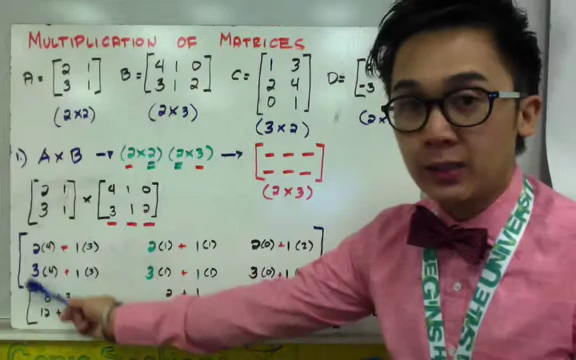 MULTIPLICATION OF MATRICES
A = [2 1 B = [4 1 0 C = [1 3 D= [
3 1] 3 1 2] 2 4 -3
0 1]
(2x2) (2x3) (3x2) (2x
1.) A x B → (2x2) (2x3) → [_ _ _
_ _ _]
(2x3)
[2 1 x [4 1 0
3 1] 3 1 2]
[2(4) + 1(3) 2(1) + 1(1) 2(0) + 1(2)
3(4) + 1(3) 3(1) + 1(1) 3(0) + 1(
2 + 1
12 +
BEGINS
UNIVERSITY